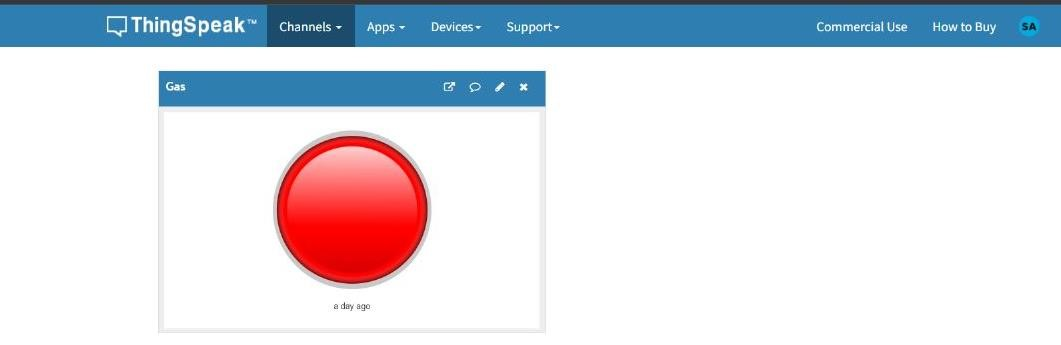 ThingSpeak™ Channels Apps Devices Support Commercial Use How to Buy SA
Gas
a day ago